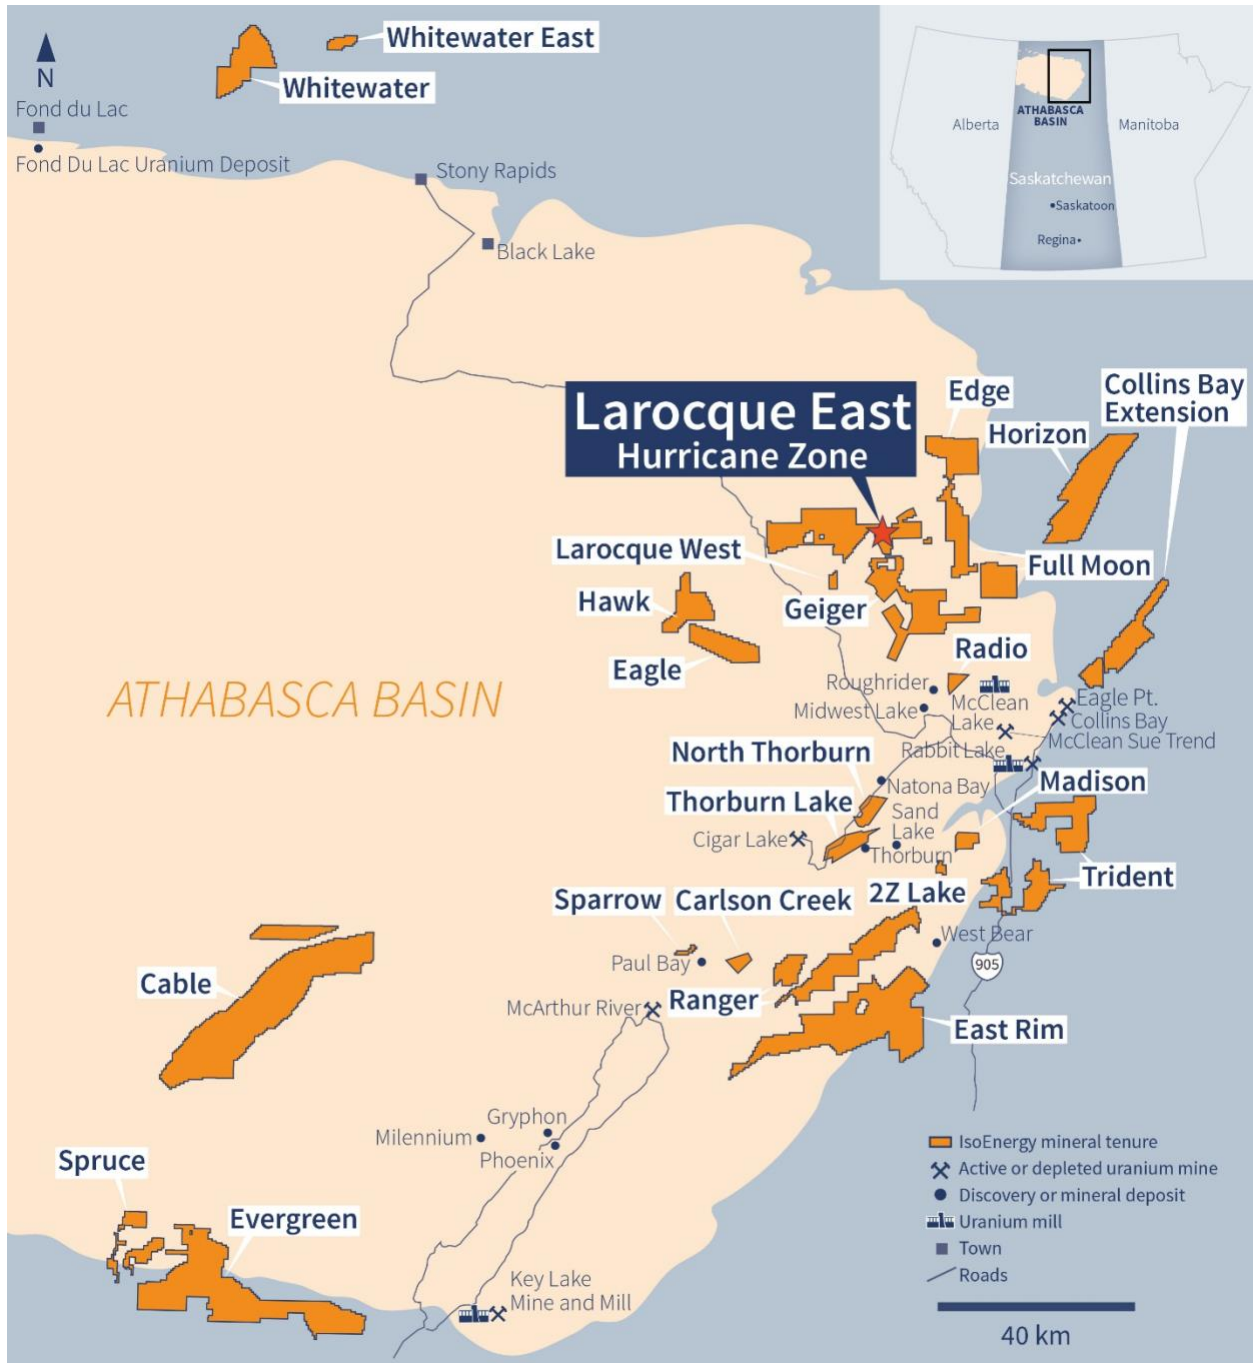 Whitewater East
Whitewater
N
Fond du Lac
Fond Du Lac Uranium Deposit
Stony Rapids
Black Lake
Alberta
ATHABASCA
BASIN
Manitoba
Saskatchewan
Saskatoon
Regina
Larocque East
Hurricane Zone
Edge
Horizon
Collins Bay
Extension
Larocque West
Hawk
Eagle
Geiger
Full Moon
Radio
ATHABASCA BASIN
Roughrider
Midwest Lake
McClean
Lake
Eagle Pt.
Collins Bay
McClean Sue Trend
Rabbit Lake
North Thorburn
Natona Bay
Madison
Thorburn Lake
Sand
Lake
Cigar Lake
Thorburn
Trident
2Z Lake
Sparrow
Carlson Creek
West Bear
Paul Bay
905
Cable
Ranger
McArthur River
East Rim
Gryphon
Milennium
Phoenix
Spruce
Evergreen
Key Lake
Mine and Mill
IsoEnergy mineral tenure
Active or depleted uranium mine
Discovery or mineral deposit
Uranium mill
Town
Roads
40 km